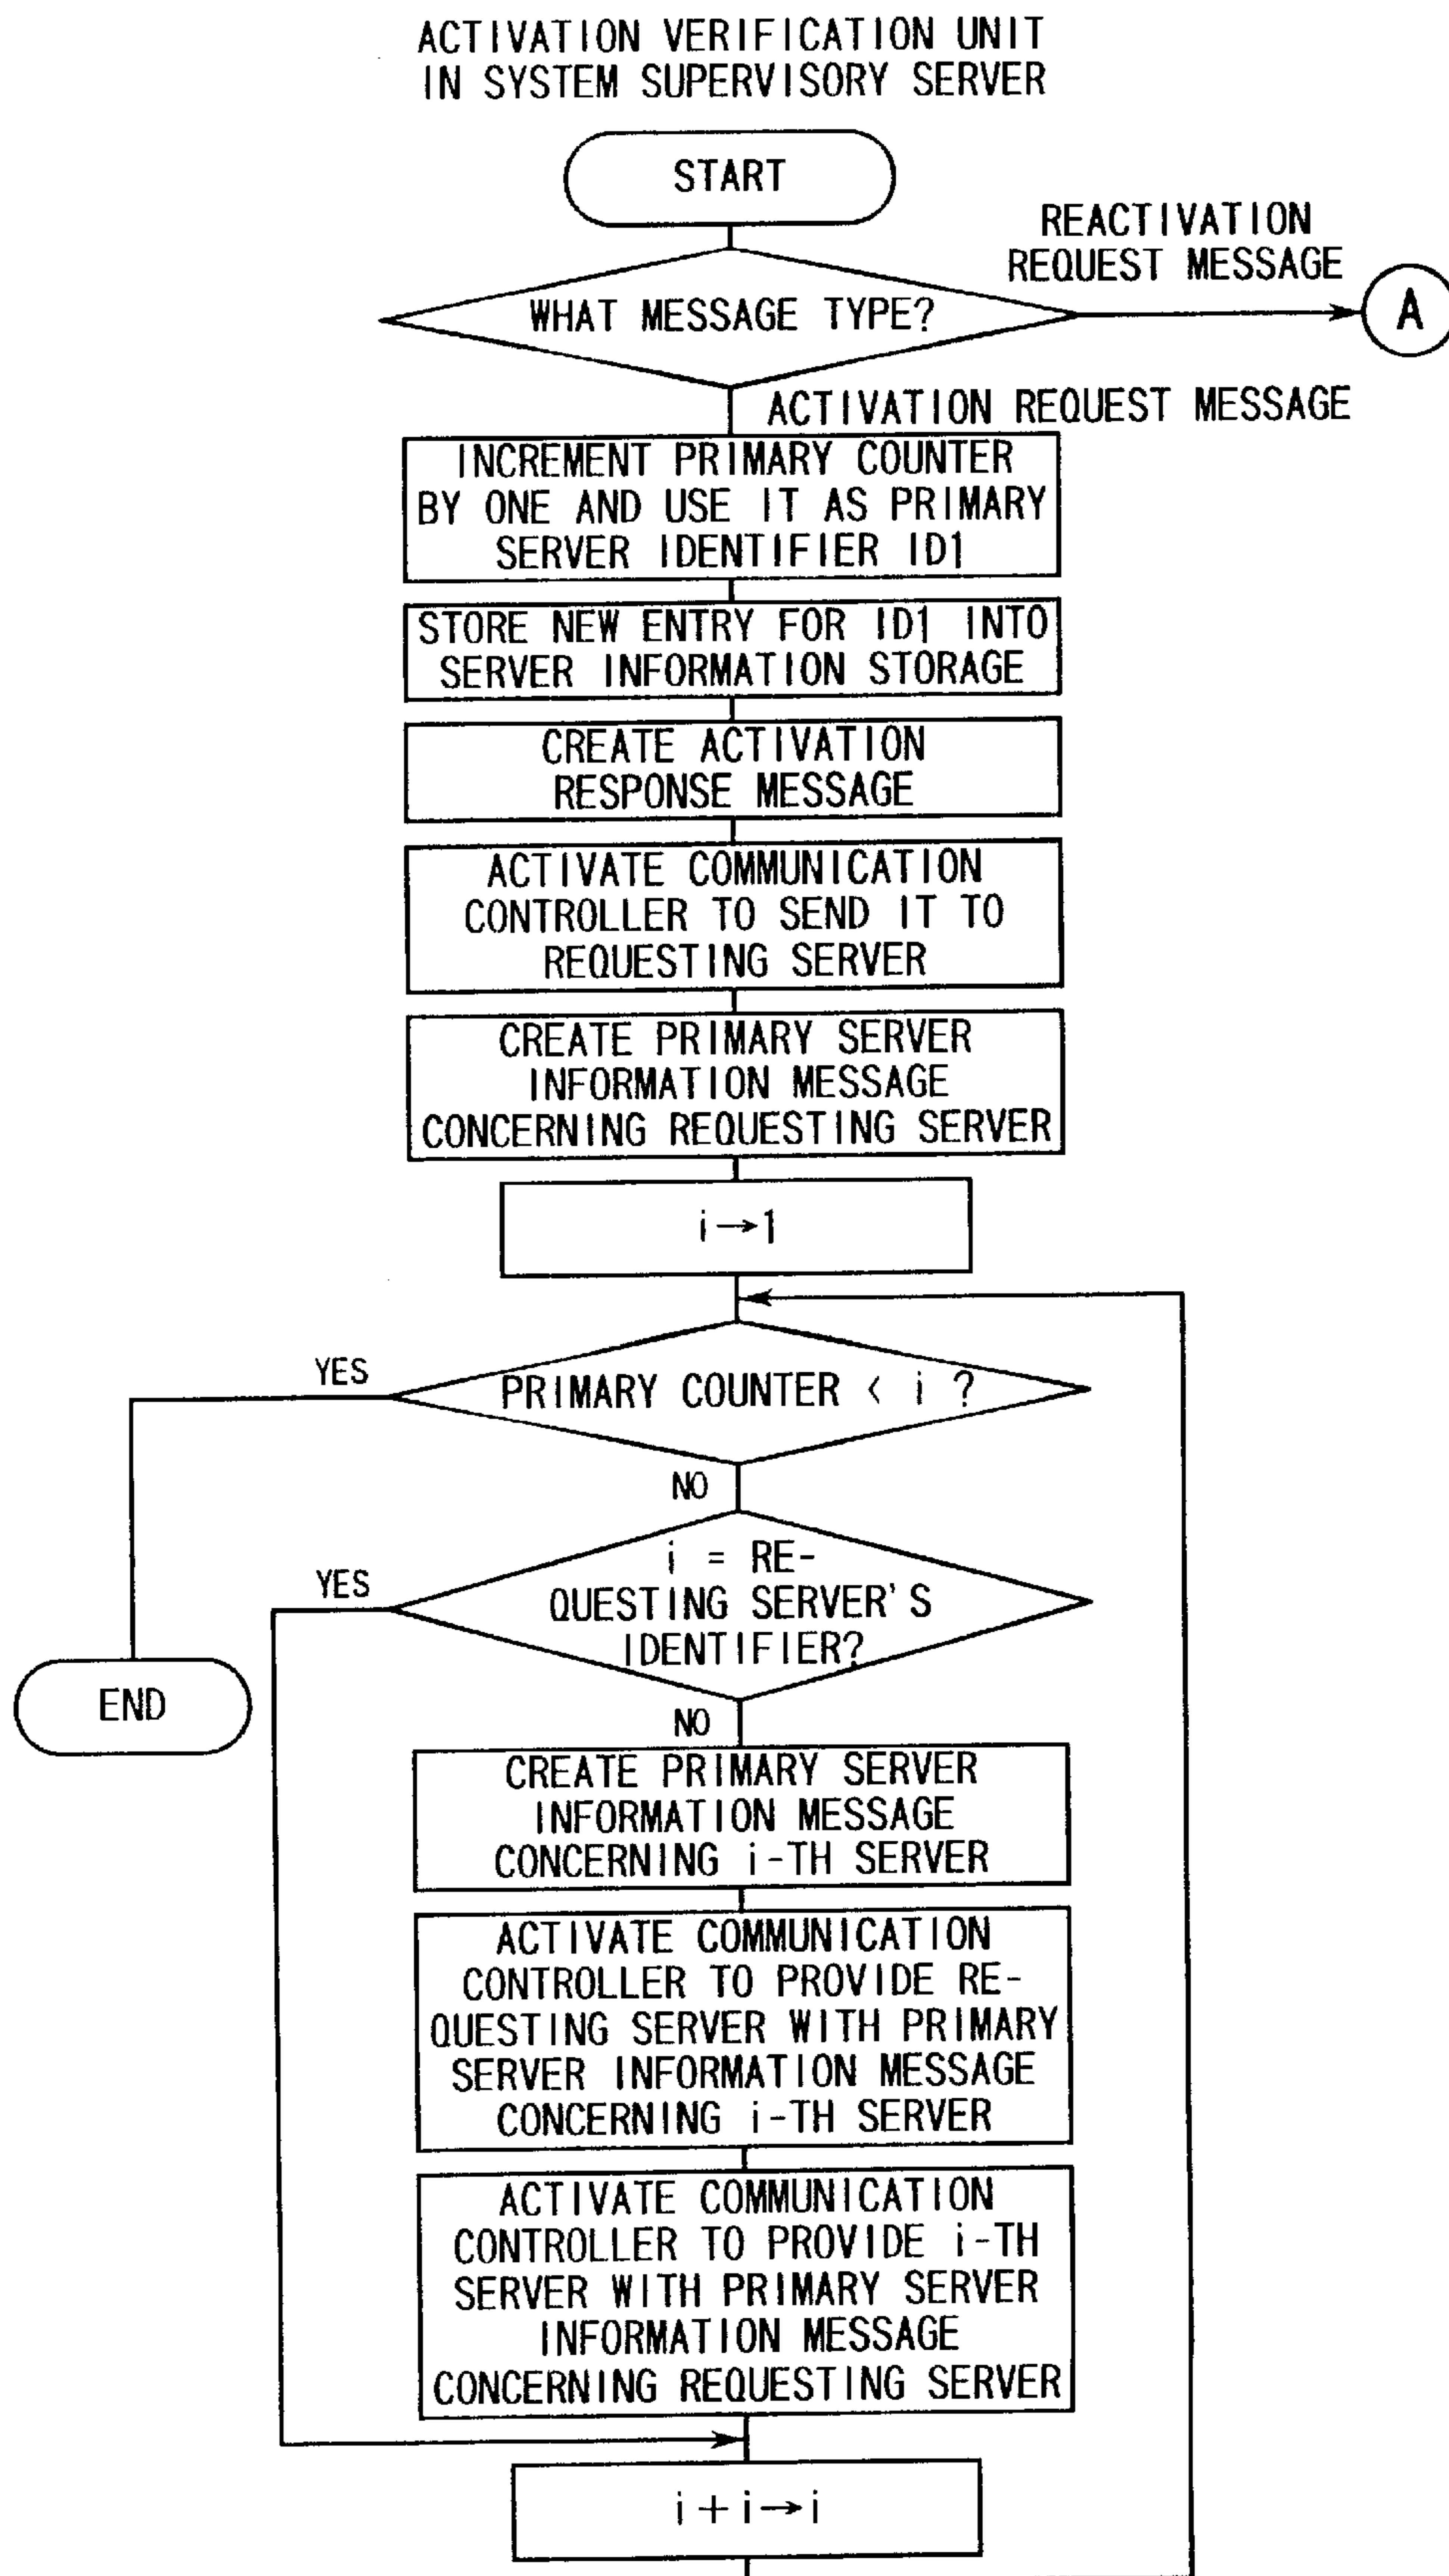 ACTIVATION VERIFICATION UNIT
IN SYSTEM SUPERVISORY SERVER
START
REACTIVATION
REQUEST MESSAGE
WHAT MESSAGE TYPE?
A
ACTIVATION REQUEST MESSAGE
INCREMENT PRIMARY COUNTER
BY ONE AND USE IT AS PRIMARY
SERVER IDENTIFIER ID1
STORE NEW ENTRY FOR ID1 INTO
SERVER INFORMATION STORAGE
CREATE ACTIVATION
RESPONSE MESSAGE
ACTIVATE COMMUNICATION
CONTROLLER TO SEND IT TO
REQUESTING SERVER
CREATE PRIMARY SERVER
INFORMATION MESSAGE
CONCERNING REQUESTING SERVER
i→1
YES
PRIMARY COUNTER < i ?
NO
YES
i = RE-
QUESTING SERVER'S
IDENTIFIER?
END
NO
CREATE PRIMARY SERVER
INFORMATION MESSAGE
CONCERNING i-TH SERVER
ACTIVATE COMMUNICATION
CONTROLLER TO PROVIDE RE-
QUESTING SERVER WITH PRIMARY
SERVER INFORMATION MESSAGE
CONCERNING i-TH SERVER
ACTIVATE COMMUNICATION
CONTROLLER TO PROVIDE i-TH
SERVER WITH PRIMARY SERVER
INFORMATION MESSAGE
CONCERNING REQUESTING SERVER
i+i→i